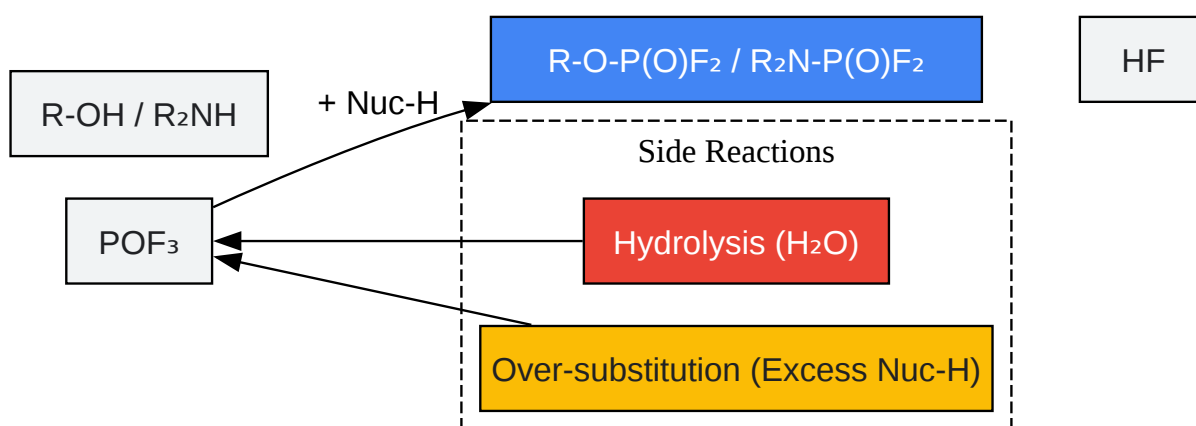 R-O-P(O)F₂ / R₂N-P(O)F₂
HF
R-OH / R₂NH
+ Nuc-H
Side Reactions
POF₃
Hydrolysis (H₂O)
Over-substitution (Excess Nuc-H)